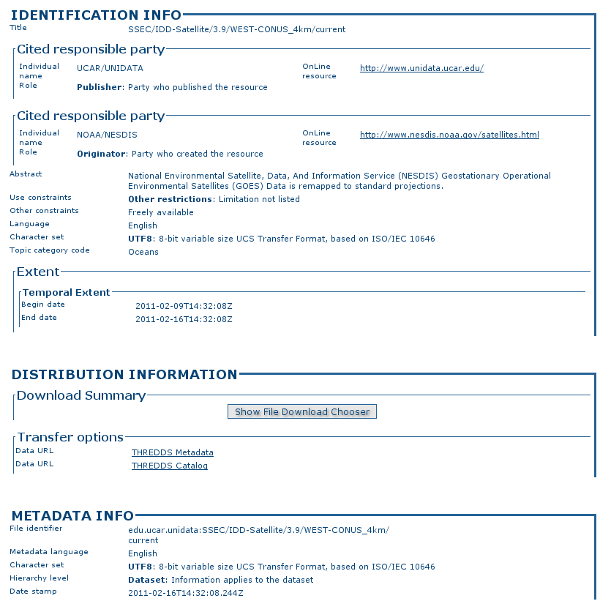 IDENTIFICATION INFO
Title SSEC/IDD-Satellite/3.9/WEST-CONUS_4km/current
Cited responsible party
Individual name UCAR/UNIDATA OnLine resource http://www.unidata.ucar.edu/
Role Publisher: Party who published the resource
Cited responsible party
Individual name NOAA/NESDIS OnLine resource http://www.nesdis.noaa.gov/satellites.html
Role Originator: Party who created the resource
Abstract National Environmental Satellite, Data, And Information Service (NESDIS) Geostationary Operational
Environmental Satellites (GOES) Data is remapped to standard projections.
Use constraints Other restrictions: Limitation not listed
Other constraints Freely available
Language English
Character set UTF8: 8-bit variable size UCS Transfer Format, based on ISO/IEC 10646
Topic category code Oceans
Extent
Temporal Extent
Begin date 2011-02-09T14:32:08Z
End date 2011-02-16T14:32:08Z
DISTRIBUTION INFORMATION
Download Summary
Show File Download Chooser
Transfer options
Data URL THREDDS Metadata
Data URL THREDDS Catalog
METADATA INFO
File identifier edu.ucar.unidata:SSEC/IDD-Satellite/3.9/WEST-CONUS_4km/
current
Metadata language English
Character set UTF8: 8-bit variable size UCS Transfer Format, based on ISO/IEC 10646
Hierarchy level Dataset: Information applies to the dataset
Date stamp 2011-02-16T14:32:08.244Z